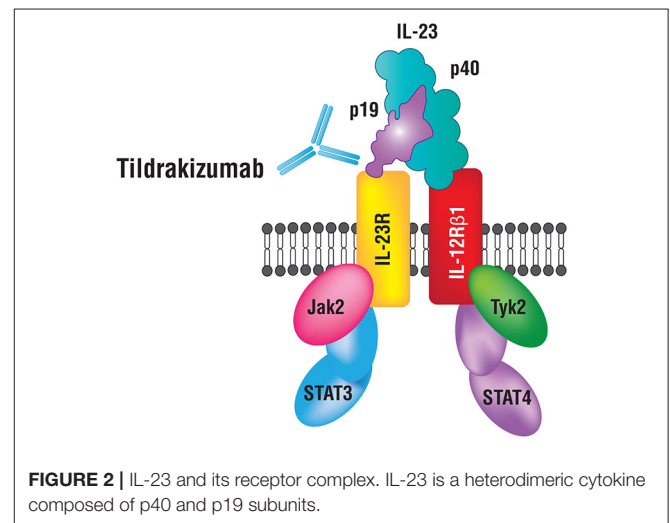 IL-23
p40
p19
Tildrakizumab
IL-23R
IL-12Rβ1
Jak2
Tyk2
STAT3
STAT4
FIGURE 2 | IL-23 and its receptor complex. IL-23 is a heterodimeric cytokine
composed of p40 and p19 subunits.